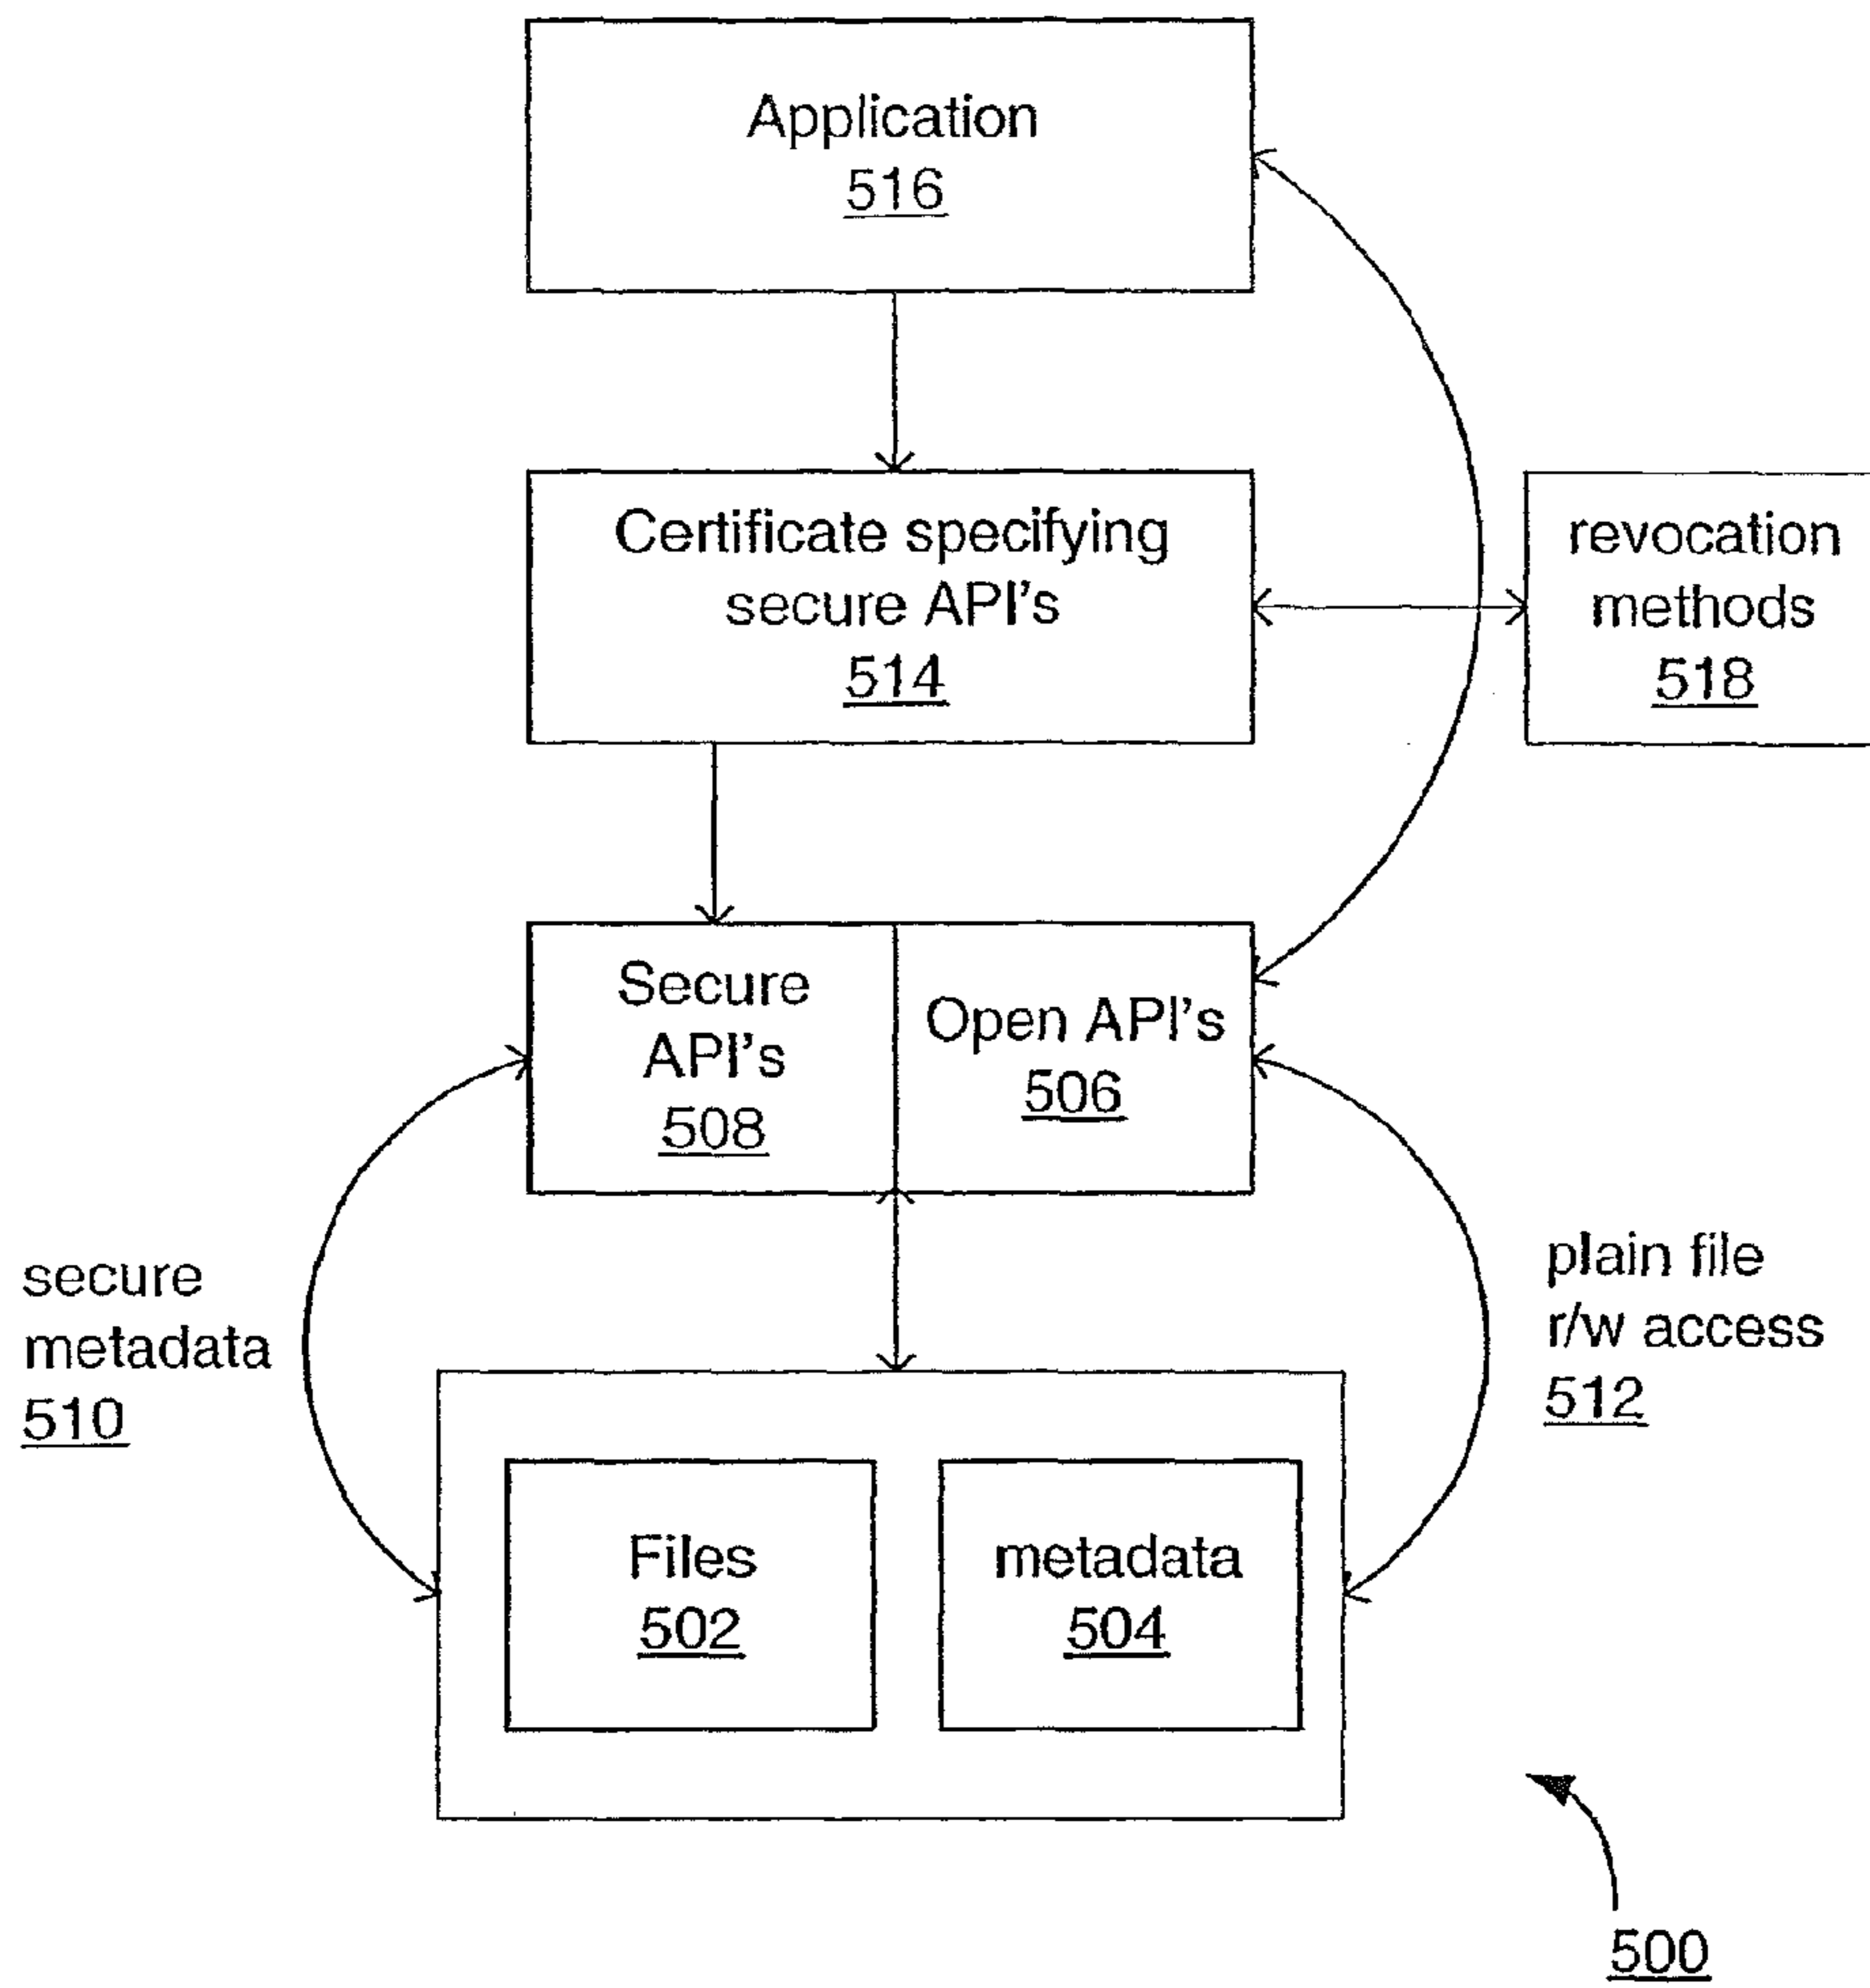 Application
516
Certificate specifying
secure API's
514
revocation
methods
518
Secure
API's
508
Open API's
506
secure
metadata
510
plain file
r/w access
512
Files
502
metadata
504
500